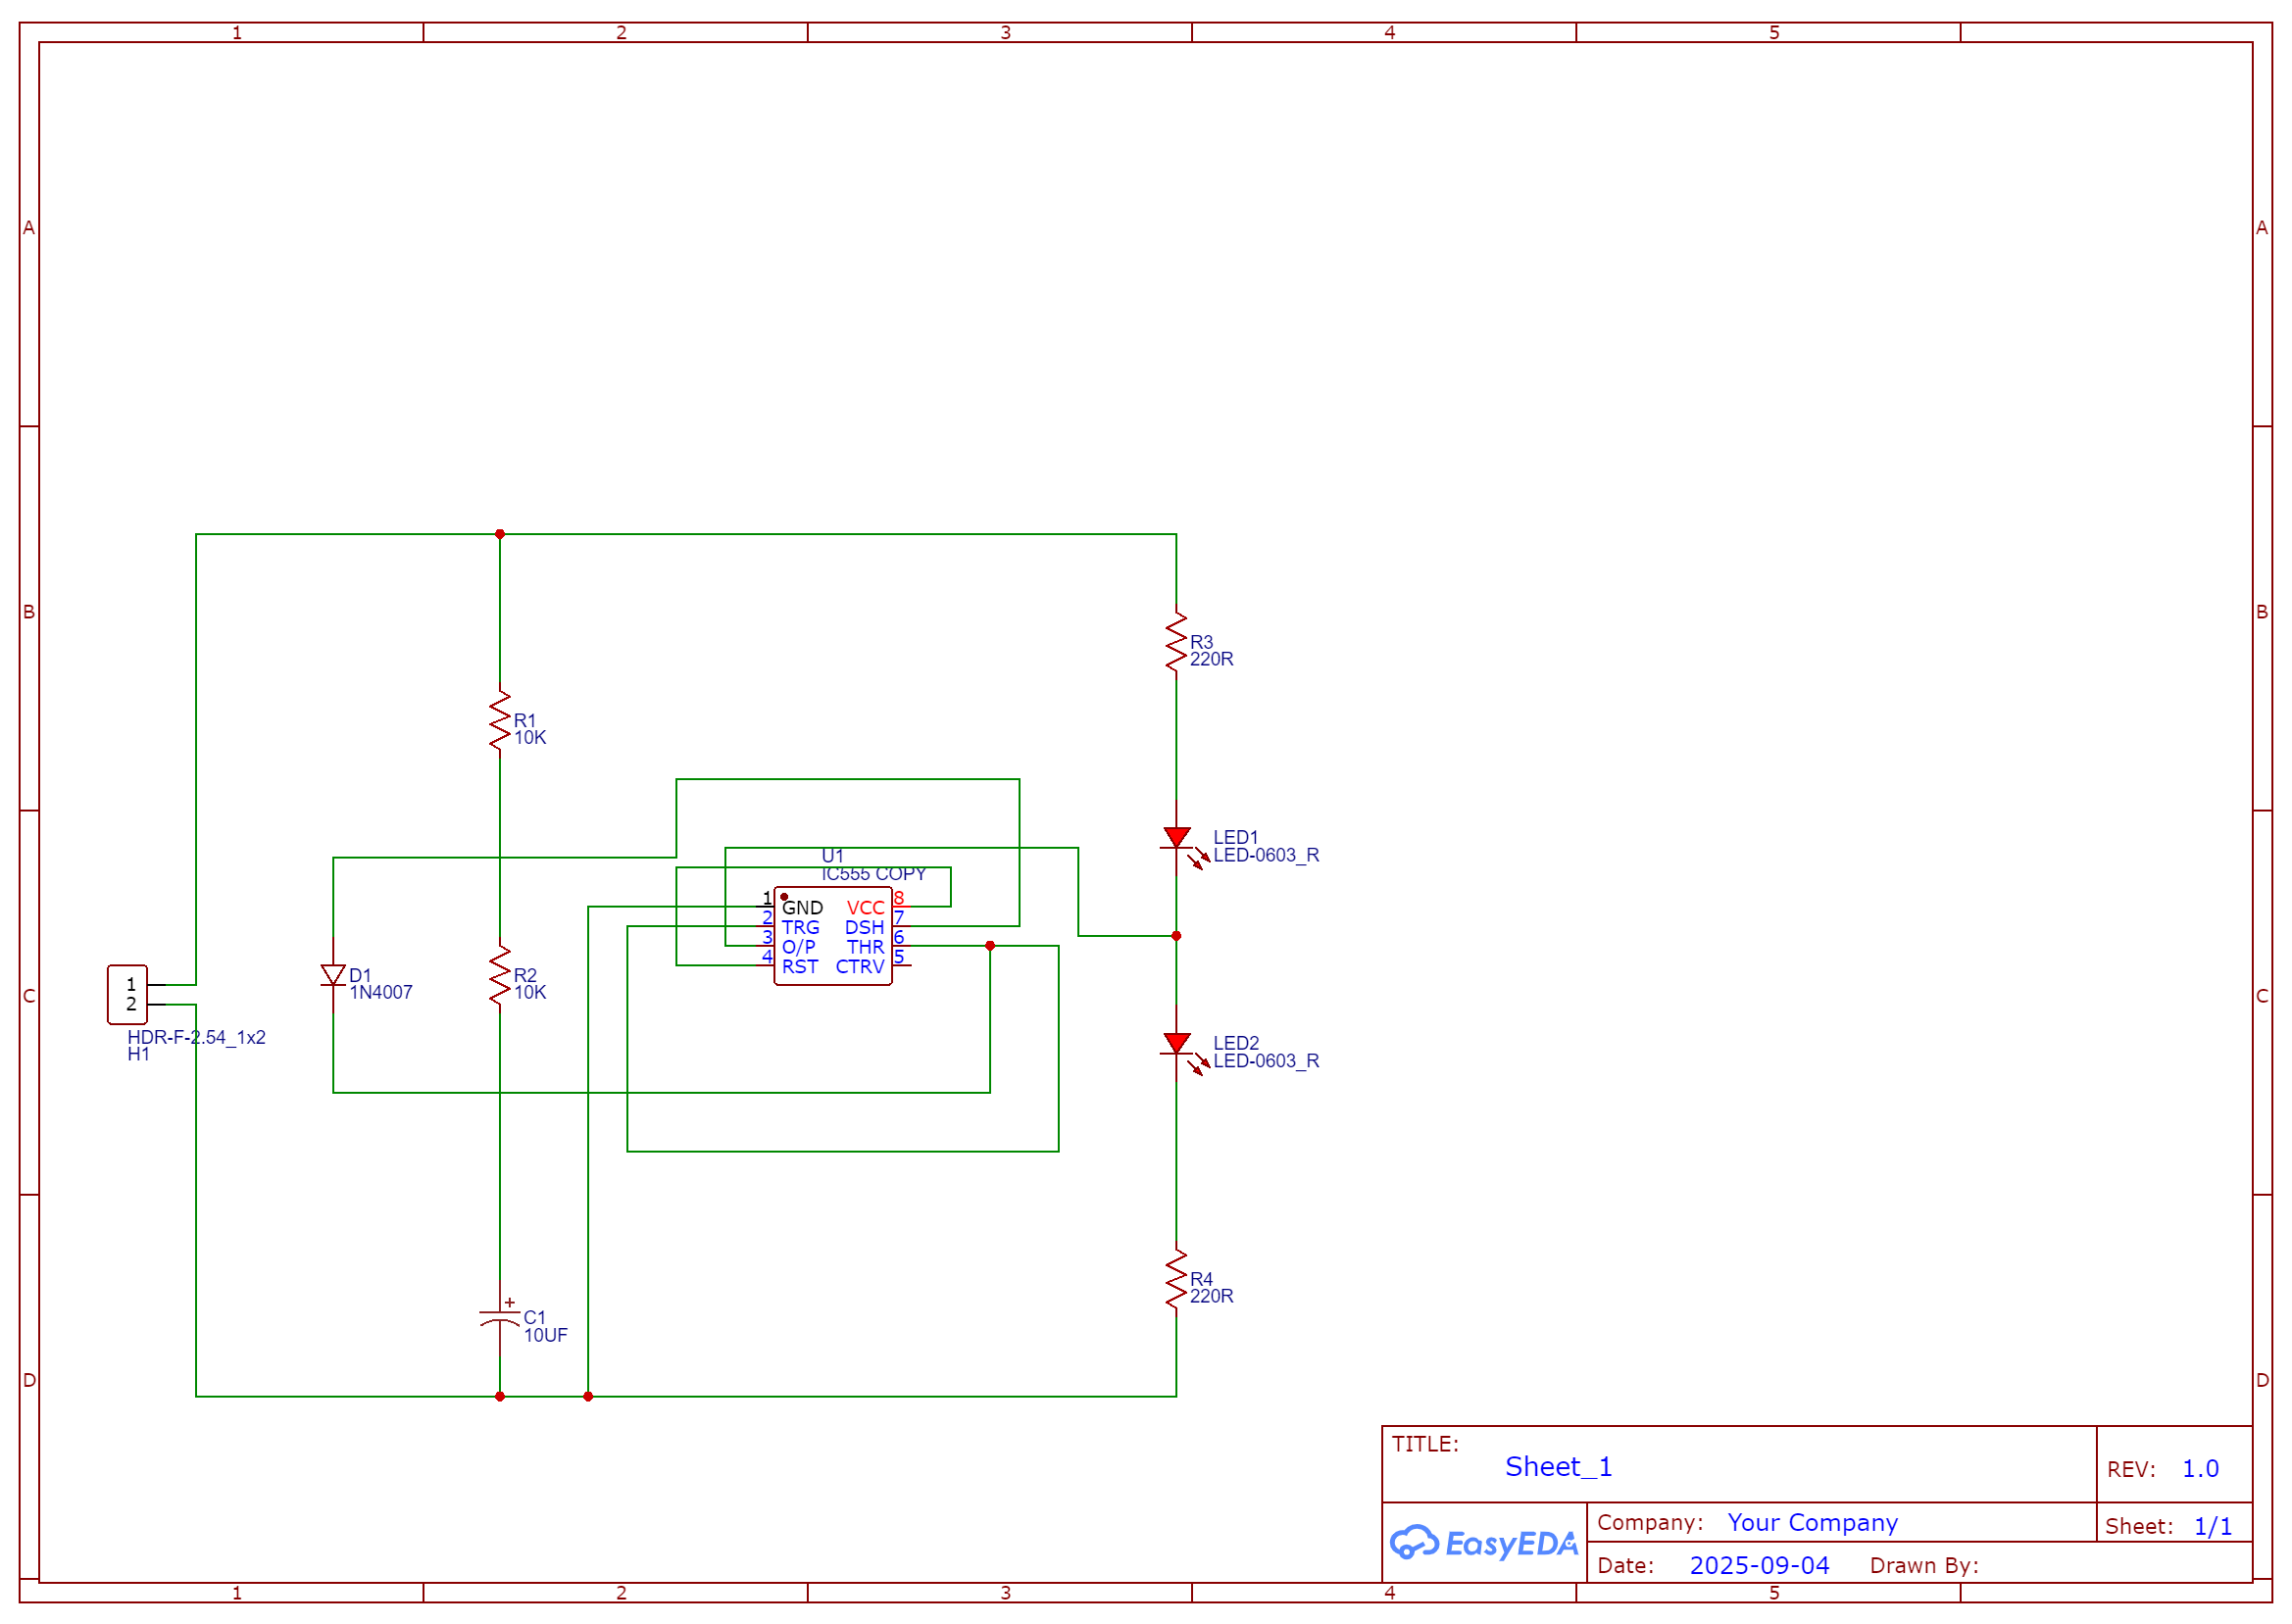 1 2 3 4 5
A A
B B
R3
220R
R1
10K
LED1
LED-0603_R
U1
IC555 COPY
1 GND VCC 8
2 TRG DSH 7
3 O/P THR 6
4 RST CTRV 5
C C
D1
1N4007
R2
10K
1
2
HDR-F-2.54_1x2
H1
LED2
LED-0603_R
R4
220R
+
C1
10UF
D D
TITLE:
Sheet_1
REV: 1.0
EasyEDA
Company: Your Company
Sheet: 1/1
Date: 2025-09-04 Drawn By:
1 2 3 4 5